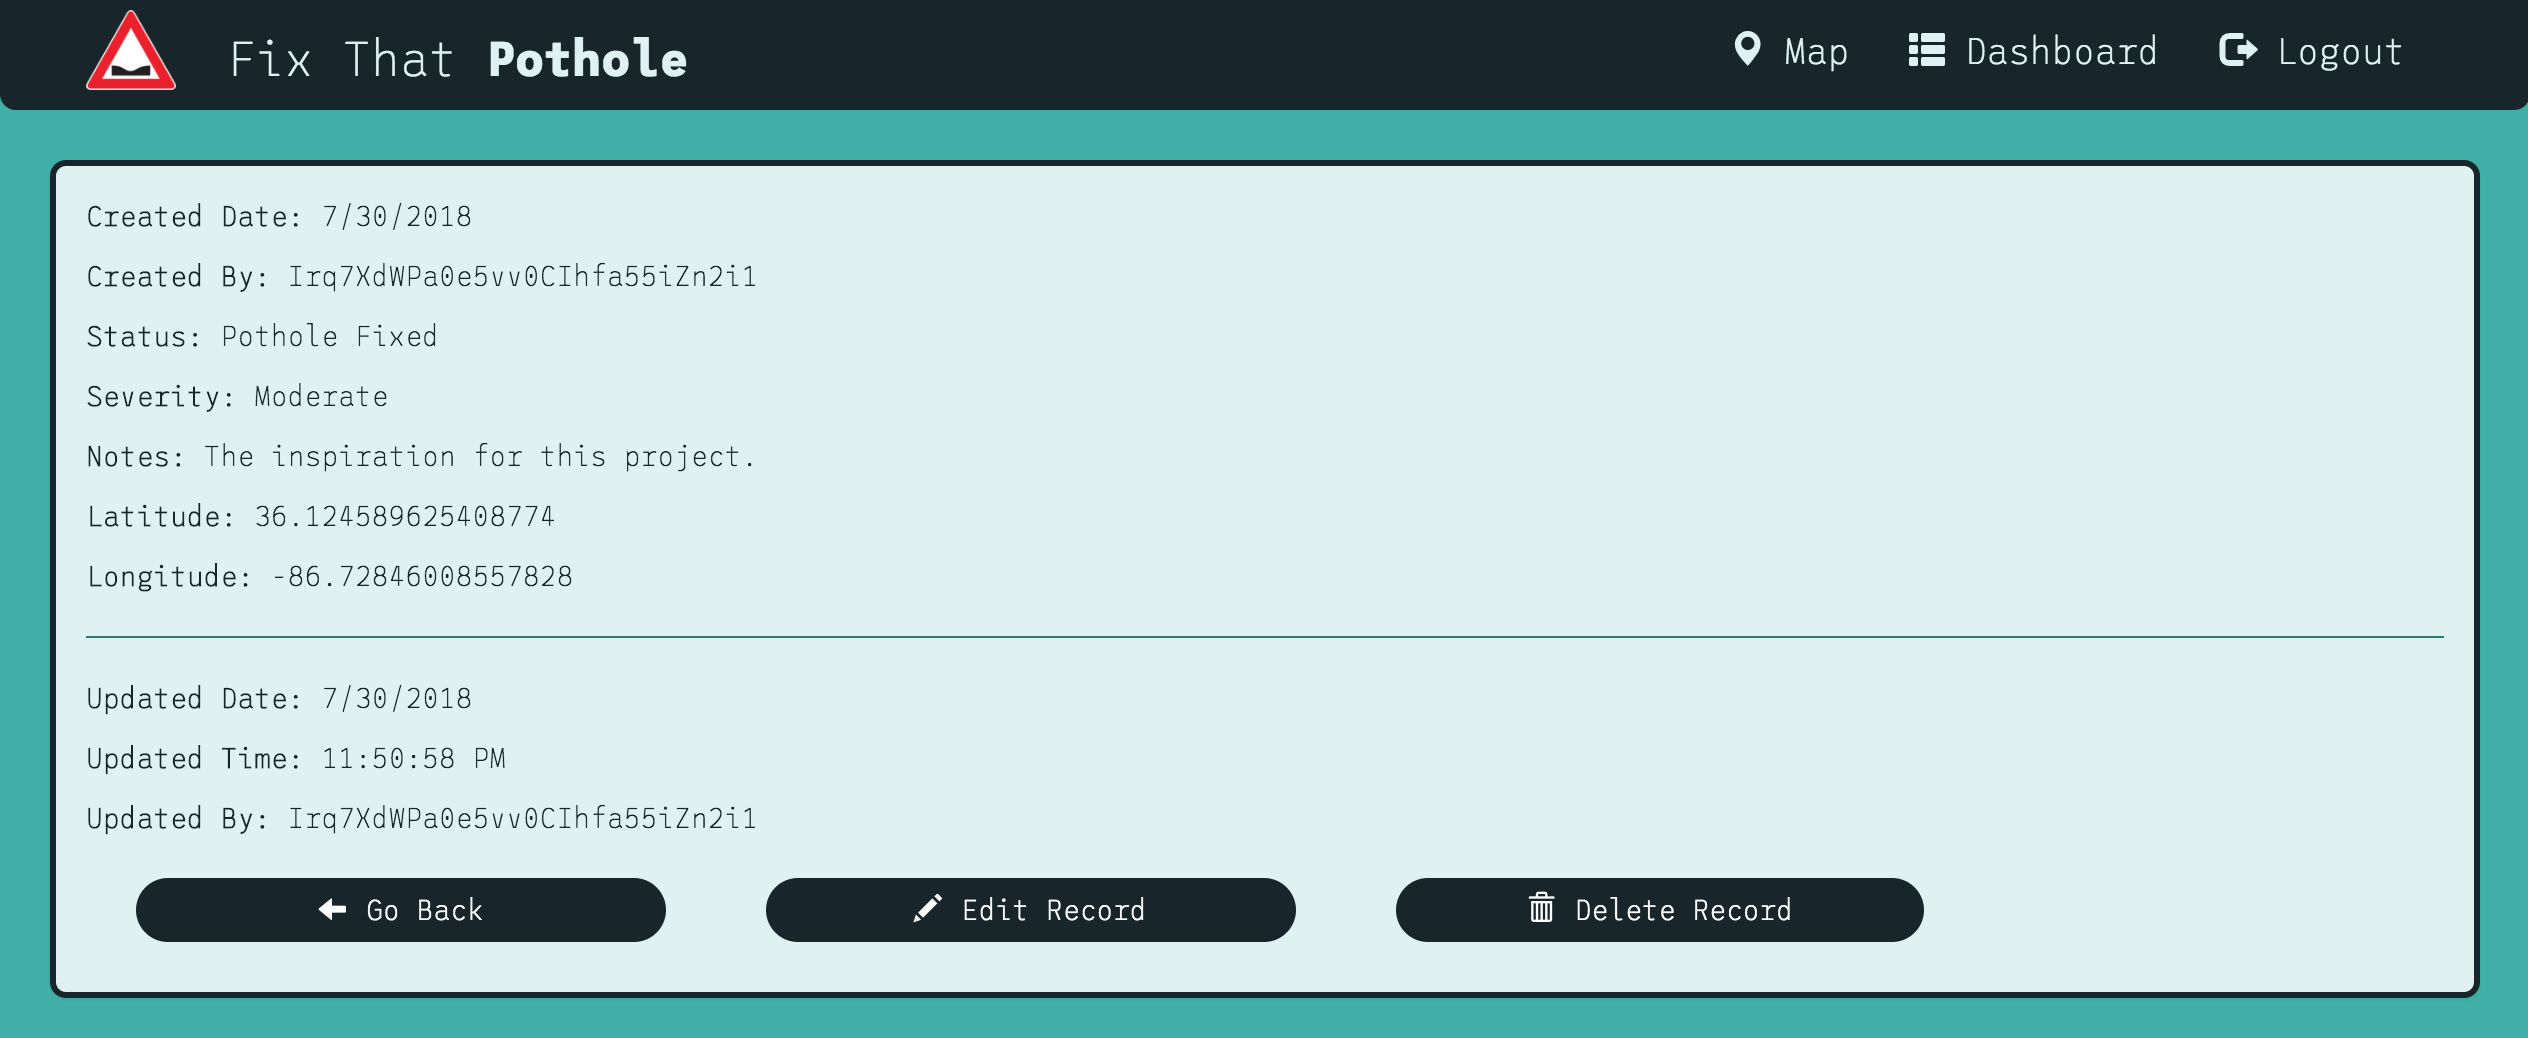 Fix That Pothole
Map
Dashboard
Logout
Created Date: 7/30/2018
Created By: Irq7XdWPa0e5vv0CIhfa55iZn2i1
Status: Pothole Fixed
Severity: Moderate
Notes: The inspiration for this project.
Latitude: 36.124589625408774
Longitude: -86.72846008557828
Updated Date: 7/30/2018
Updated Time: 11:50:58 PM
Updated By: Irq7XdWPa0e5vv0CIhfa55iZn2i1
Go Back
Edit Record
Delete Record